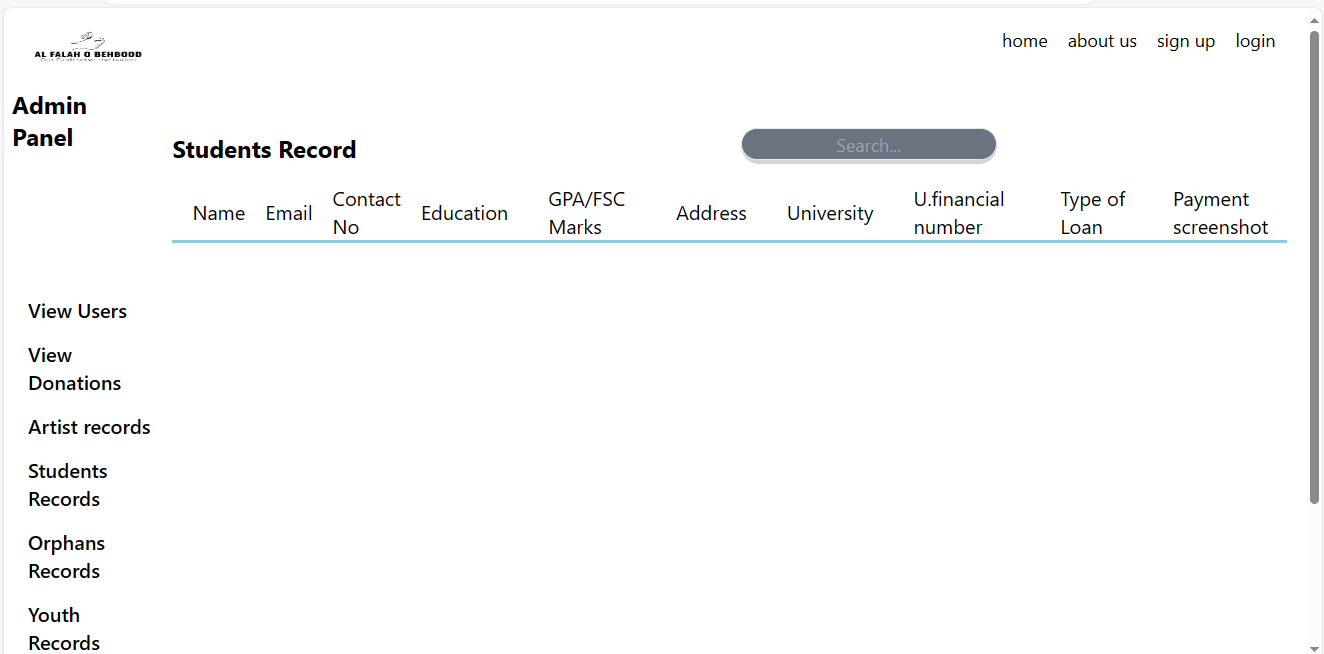 AL FALAH O BEHBOOD
home about us sign up login
Admin
Panel
Students Record
Search...
Name Email Contact No Education GPA/FSC Marks Address University U.financial number Type of Loan Payment screenshot
View Users
View
Donations
Artist records
Students
Records
Orphans
Records
Youth
Records